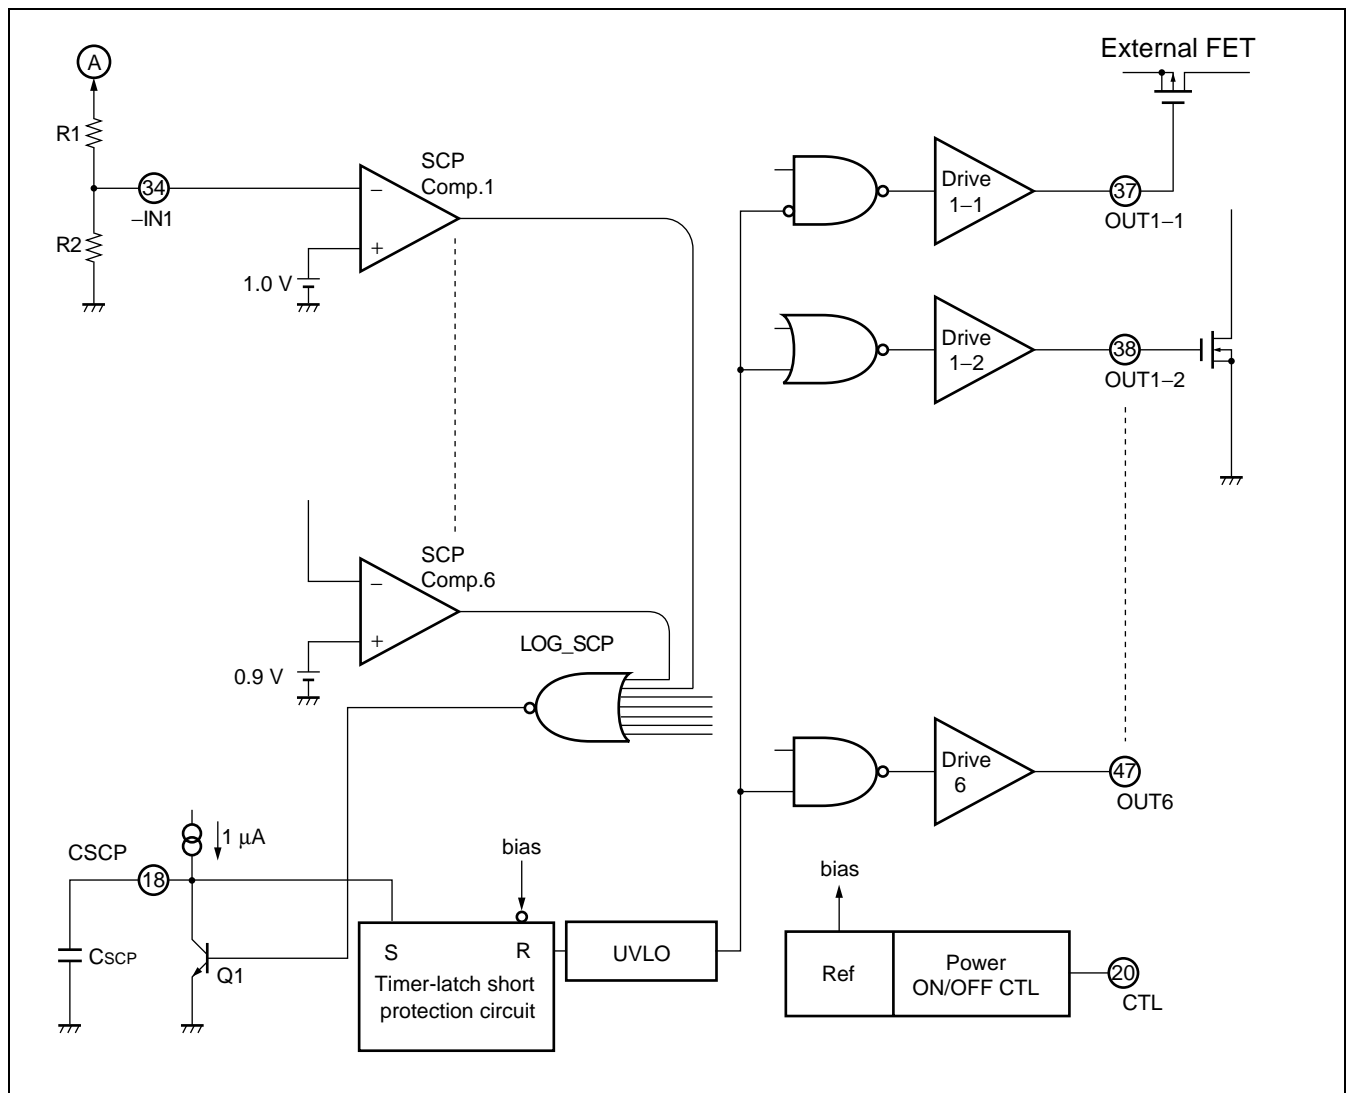 External FET
A
R1
SCP
Comp.1
34
−IN1
−
R2
+
1.0 V
Drive
1−1
37
OUT1−1
Drive
1−2
38
OUT1−2
SCP
Comp.6
−
+
0.9 V
LOG_SCP
Drive
6
47
OUT6
1 µA
CSCP
18
bias
bias
CSCP
Q1
S
R
Timer-latch short
protection circuit
UVLO
Ref
Power
ON/OFF CTL
20
CTL